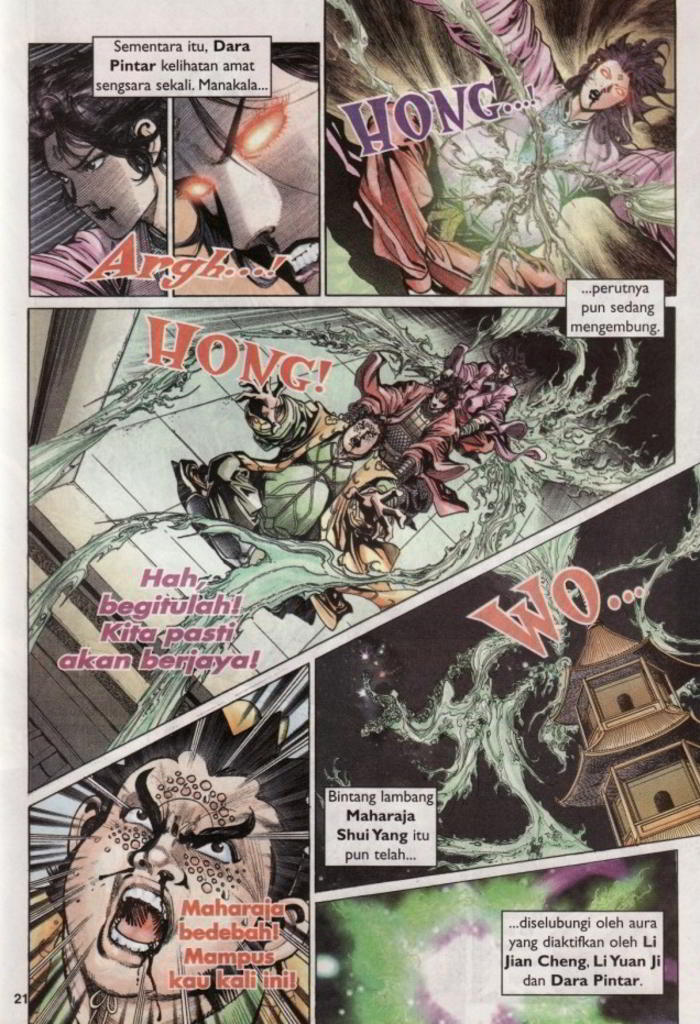 Sementara itu, Dara
Pintar kelihatan amat
sengsara sekali. Manakala...
Argh...!
HONG...!
...perutnya
pun sedang
mengembung.
HONG!
Hah,
begitulah!
Kita pasti
akan berjaya!
WO...
Bintang lambang
Maharaja
Shui Yang itu
pun telah...
Maharaja
bedebah!
Mampus
kau kali ini!
...diselubungi oleh aura
yang diaktifkan oleh Li
Jian Cheng, Li Yuan Ji
dan Dara Pintar.
21